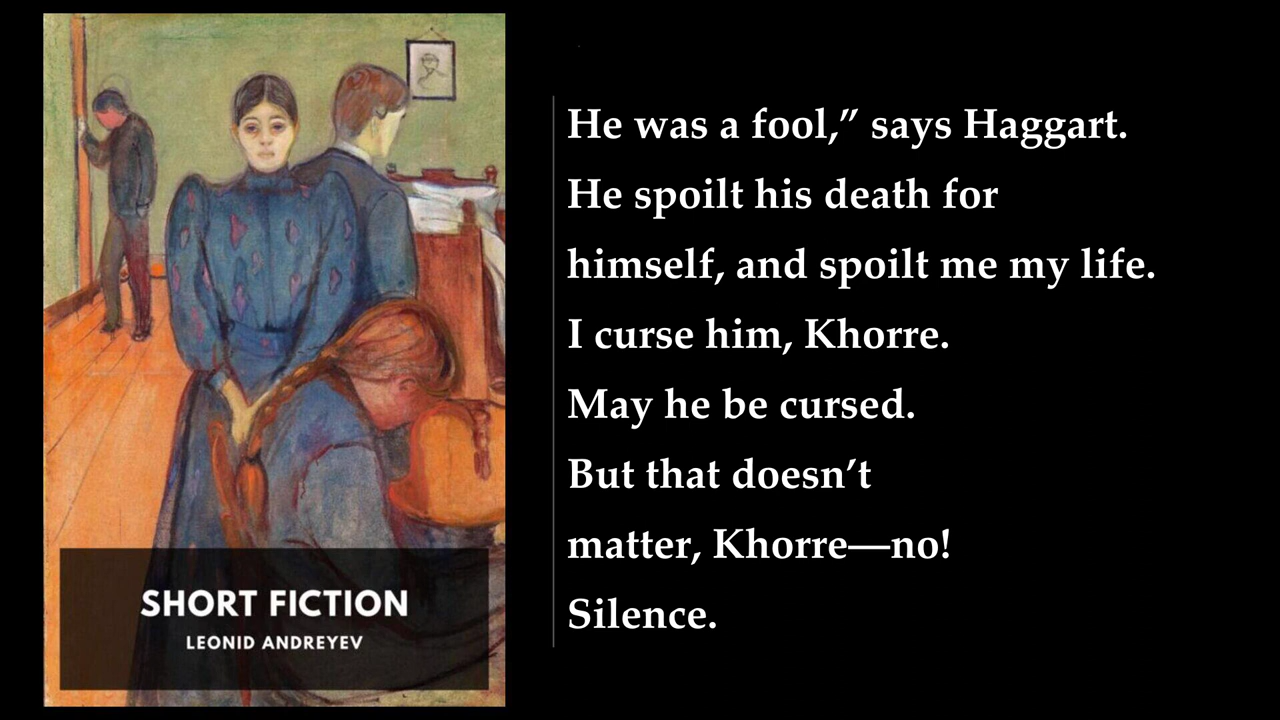 SHORT FICTION
LEONID ANDREYEV
He was a fool,” says Haggart.
He spoilt his death for
himself, and spoilt me my life.
I curse him, Khorre.
May he be cursed.
But that doesn’t
matter, Khorre—no!
Silence.